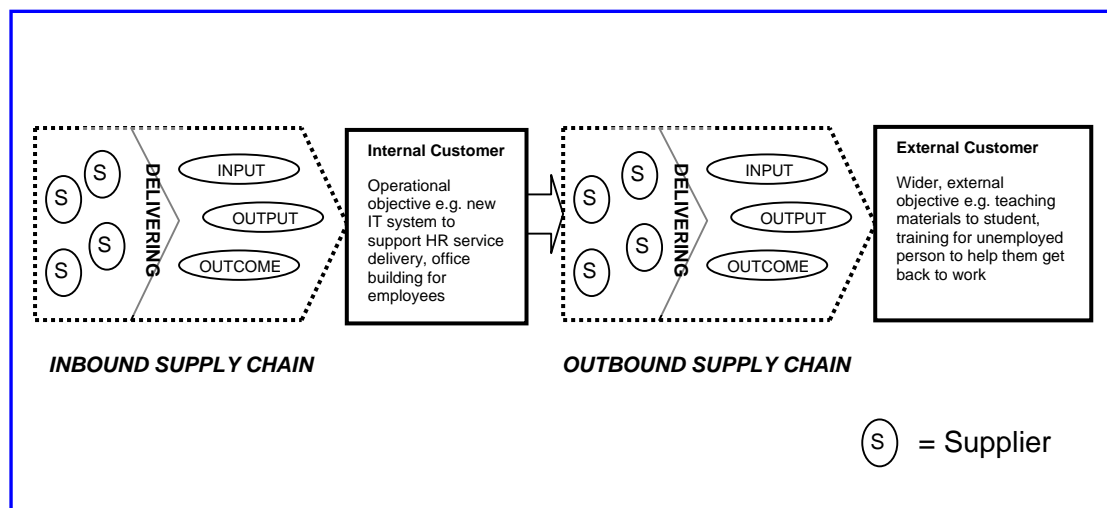 S
S
S
S
DELIVERING
INPUT
OUTPUT
OUTCOME
Internal Customer
Operational
objective e.g. new
IT system to
support HR service
delivery, office
building for
employees
S
S
S
S
DELIVERING
INPUT
OUTPUT
OUTCOME
External Customer
Wider, external
objective e.g. teaching
materials to student,
training for unemployed
person to help them get
back to work
INBOUND SUPPLY CHAIN
OUTBOUND SUPPLY CHAIN
S = Supplier